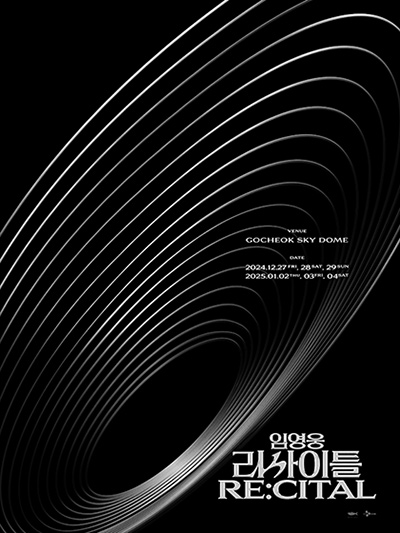 VENUE
GOCHEOK SKY DOME
DATE
2024.12.27 FRI, 28 SAT, 29 SUN
2025.01.02 THU, 03 FRI, 04 SAT
임영웅
리사이틀
RE:CITAL